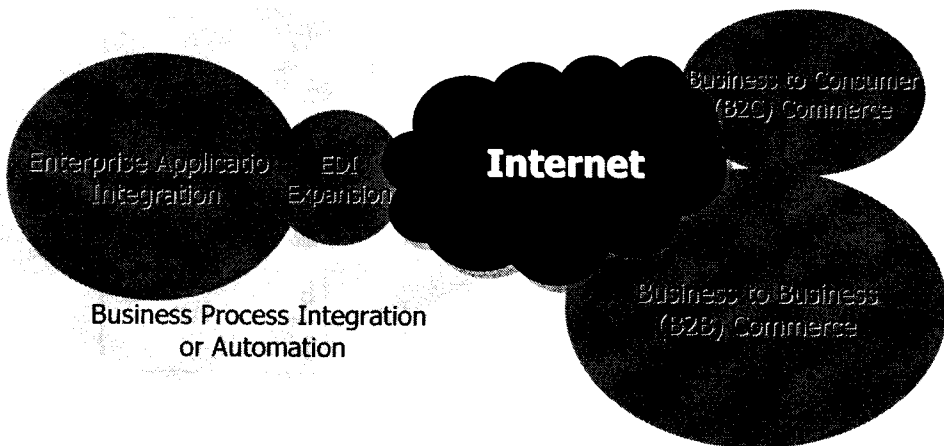 Enterprise Applicatio
Integration
EDI
Expansion
Internet
Business to Consumer
(B2C) Commerce
Business to Business
(B2B) Commerce
Business Process Integration
or Automation